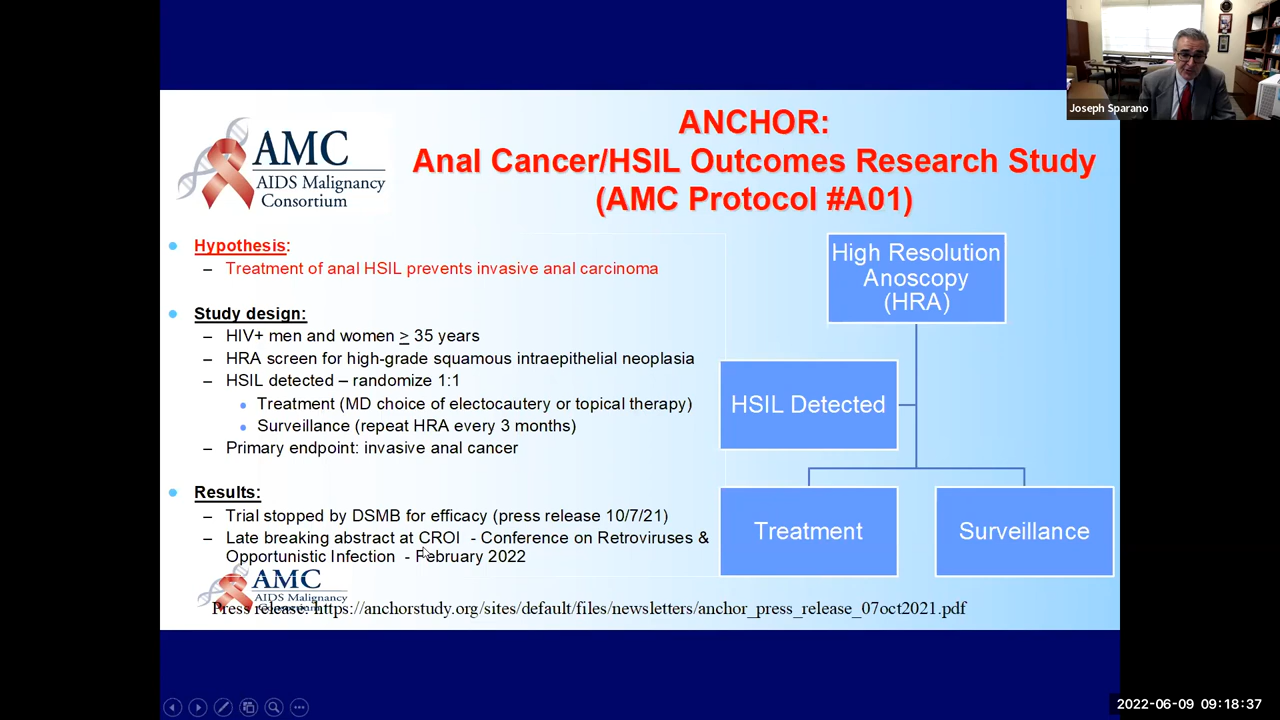 Joseph Sparano
AMC
AIDS Malignancy
Consortium
ANCHOR:
Anal Cancer/HSIL Outcomes Research Study
(AMC Protocol #A01)
Hypothesis:
– Treatment of anal HSIL prevents invasive anal carcinoma
Study design:
– HIV+ men and women ≥ 35 years
– HRA screen for high-grade squamous intraepithelial neoplasia
– HSIL detected – randomize 1:1
• Treatment (MD choice of electocautery or topical therapy)
• Surveillance (repeat HRA every 3 months)
– Primary endpoint: invasive anal cancer
Results:
– Trial stopped by DSMB for efficacy (press release 10/7/21)
– Late breaking abstract at CROI - Conference on Retroviruses &
Opportunistic Infection - February 2022
High Resolution
Anoscopy
(HRA)
HSIL Detected
Treatment
Surveillance
AMC
AIDS Malignancy
Consortium
Press release: https://anchorstudy.org/sites/default/files/newsletters/anchor_press_release_07oct2021.pdf
2022-06-09 09:18:37